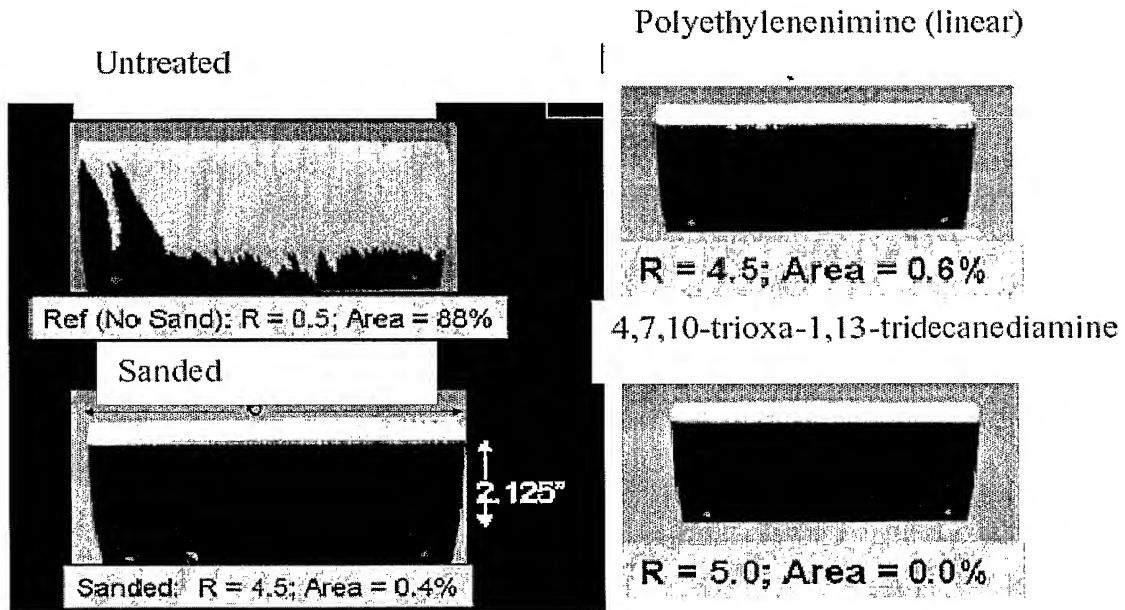 Untreated
Ref (No Sand): R = 0.5; Area = 88%
Sanded
2.125"
Sanded: R = 4.5; Area = 0.4%
Polyethylenenimine (linear)
R = 4.5; Area = 0.6%
4,7,10-trioxa-1,13-tridecanediamine
R = 5.0; Area = 0.0%